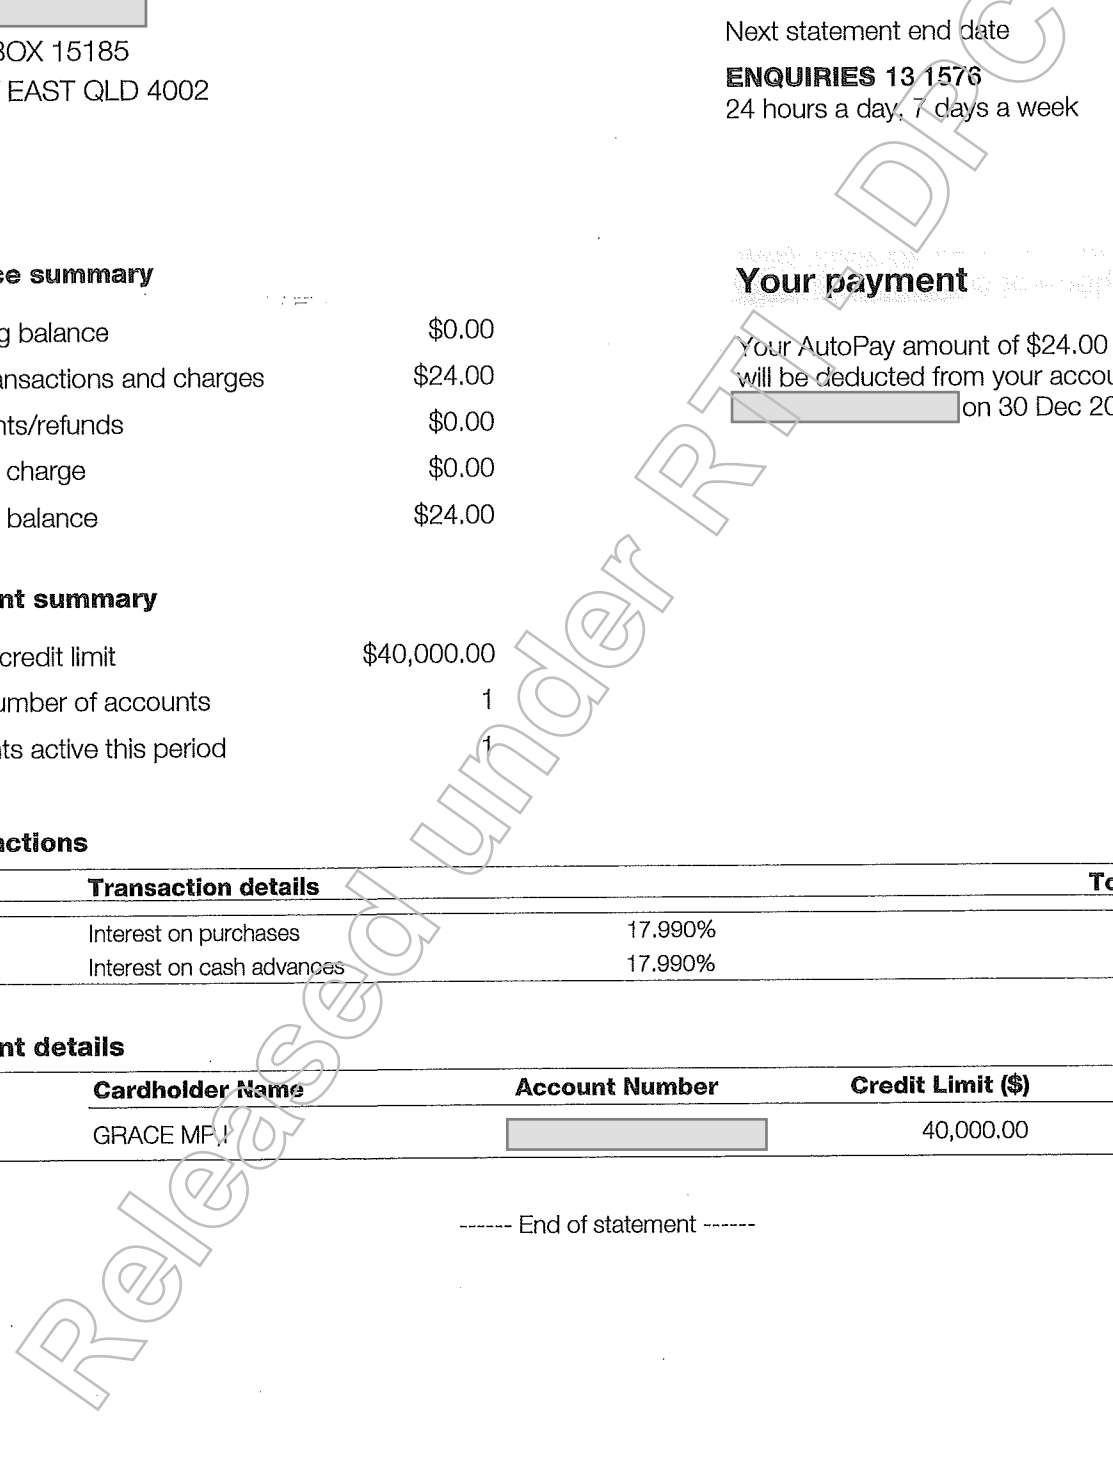 BOX 15185
EAST QLD 4002
Next statement end date
ENQUIRIES 13 1576
24 hours a day, 7 days a week
ce summary
g balance $0.00
ansactions and charges $24.00
nts/refunds $0.00
charge $0.00
balance $24.00
Your payment
Your AutoPay amount of $24.00
will be deducted from your accou
on 30 Dec 20
nt summary
credit limit $40,000.00
umber of accounts 1
ts active this period 1
actions
Transaction details To
Interest on purchases 17.990%
Interest on cash advances 17.990%
nt details
Cardholder Name Account Number Credit Limit ($)
GRACE MP,I 40,000.00
------ End of statement ------
Released under RTI - DPC